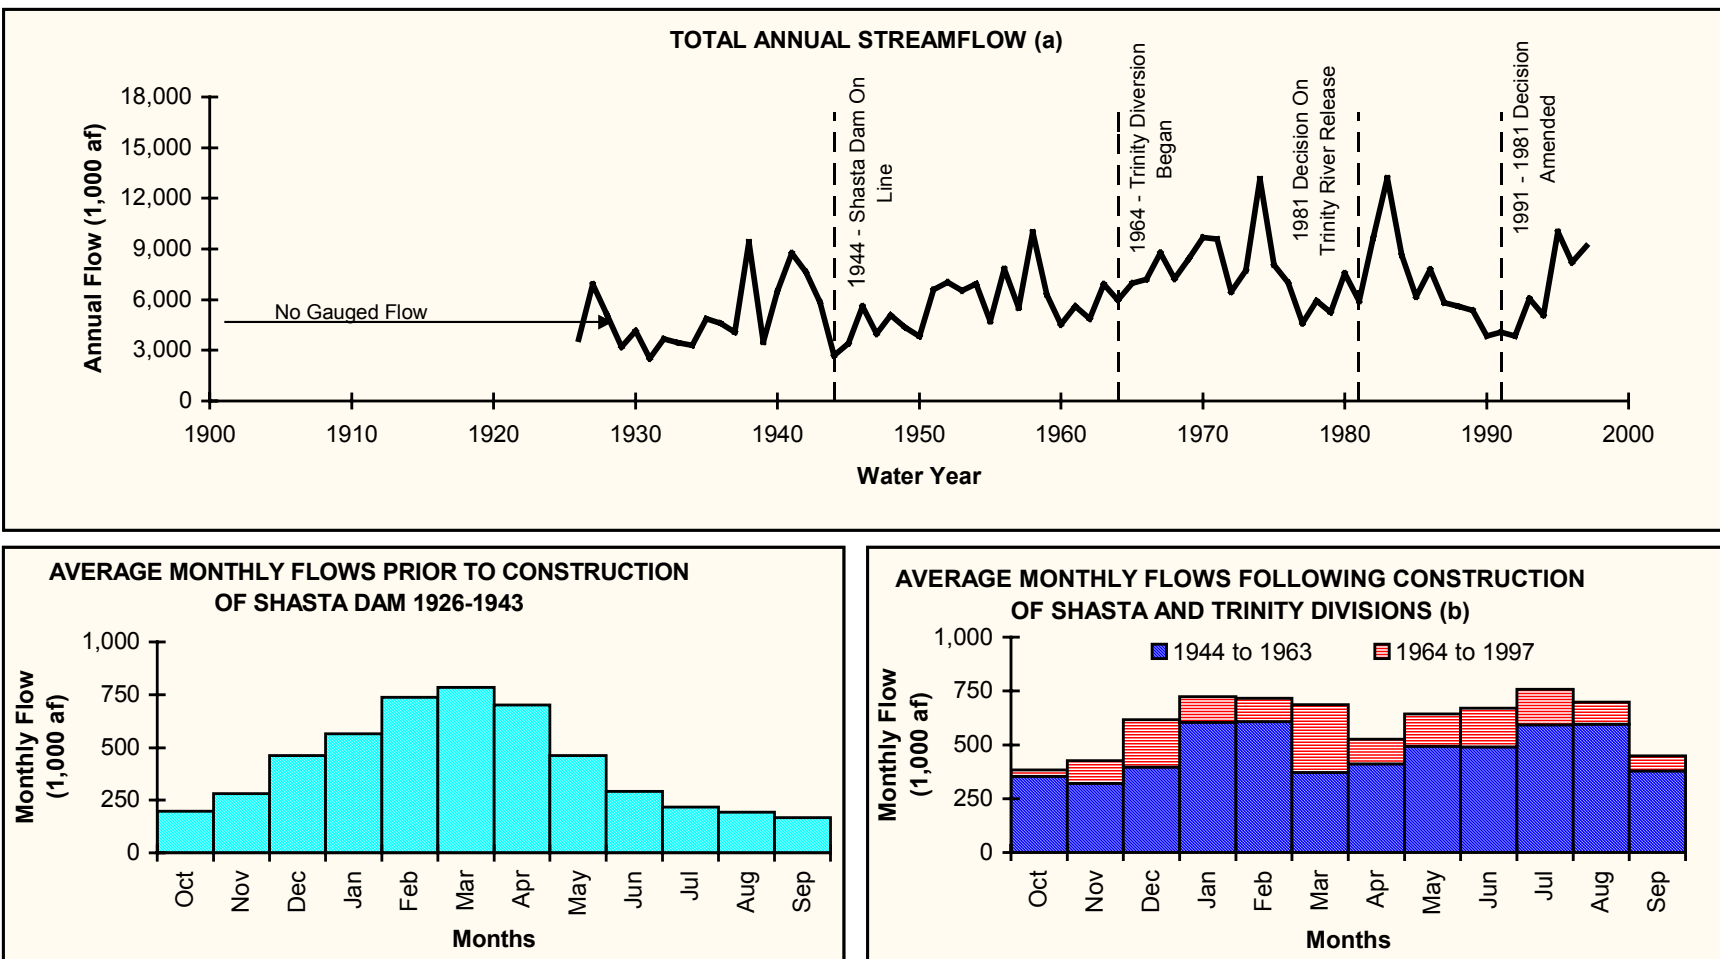 TOTAL ANNUAL STREAMFLOW (a)
Annual Flow (1,000 af)
18,000
15,000
12,000
9,000
6,000
3,000
0
No Gauged Flow
1944 - Shasta Dam On
Line
1964 - Trinity Diversion
Began
1981 Decision On
Trinity River Release
1991 - 1981 Decision
Amended
1900 1910 1920 1930 1940 1950 1960 1970 1980 1990 2000
Water Year
AVERAGE MONTHLY FLOWS PRIOR TO CONSTRUCTION
OF SHASTA DAM 1926-1943
Monthly Flow
(1,000 af)
1,000
750
500
250
0
Oct Nov Dec Jan Feb Mar Apr May Jun Jul Aug Sep
Months
AVERAGE MONTHLY FLOWS FOLLOWING CONSTRUCTION
OF SHASTA AND TRINITY DIVISIONS (b)
1944 to 1963 1964 to 1997
Monthly Flow
(1,000 af)
1,000
750
500
250
0
Oct Nov Dec Jan Feb Mar Apr May Jun Jul Aug Sep
Months